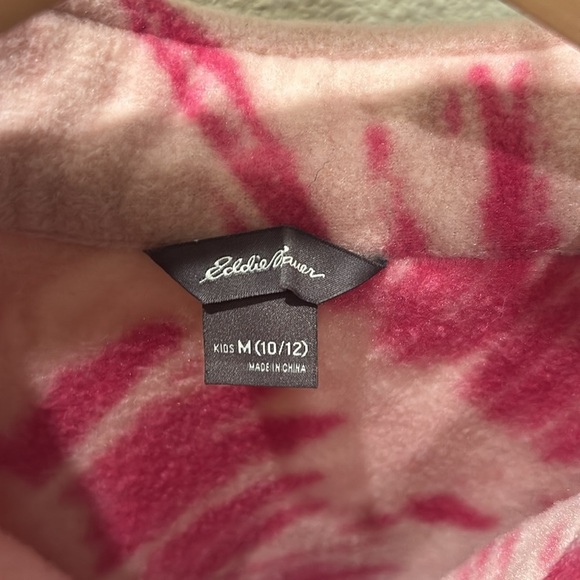 Eddie Bauer
KIDS M (10/12)
MADE IN CHINA